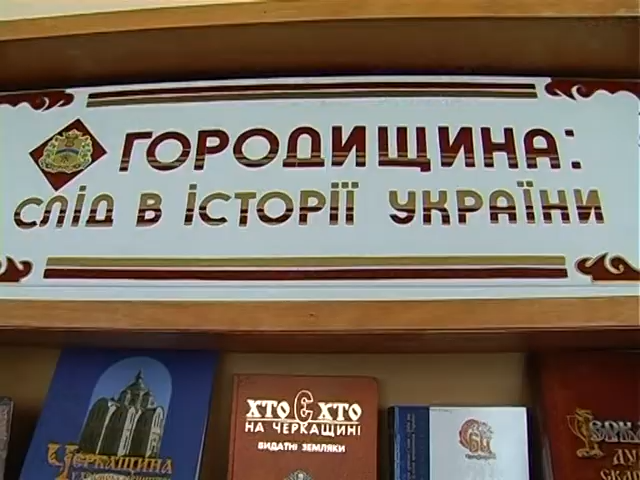 ГОРОДИЩИНА:
СЛІД В ІСТОРІЇ УКРАЇНИ
ЧЕРКАЩИНА
ХТО Є ХТО
НА ЧЕРКАЩИНІ
ВИДАТНІ ЗЕМЛЯКИ